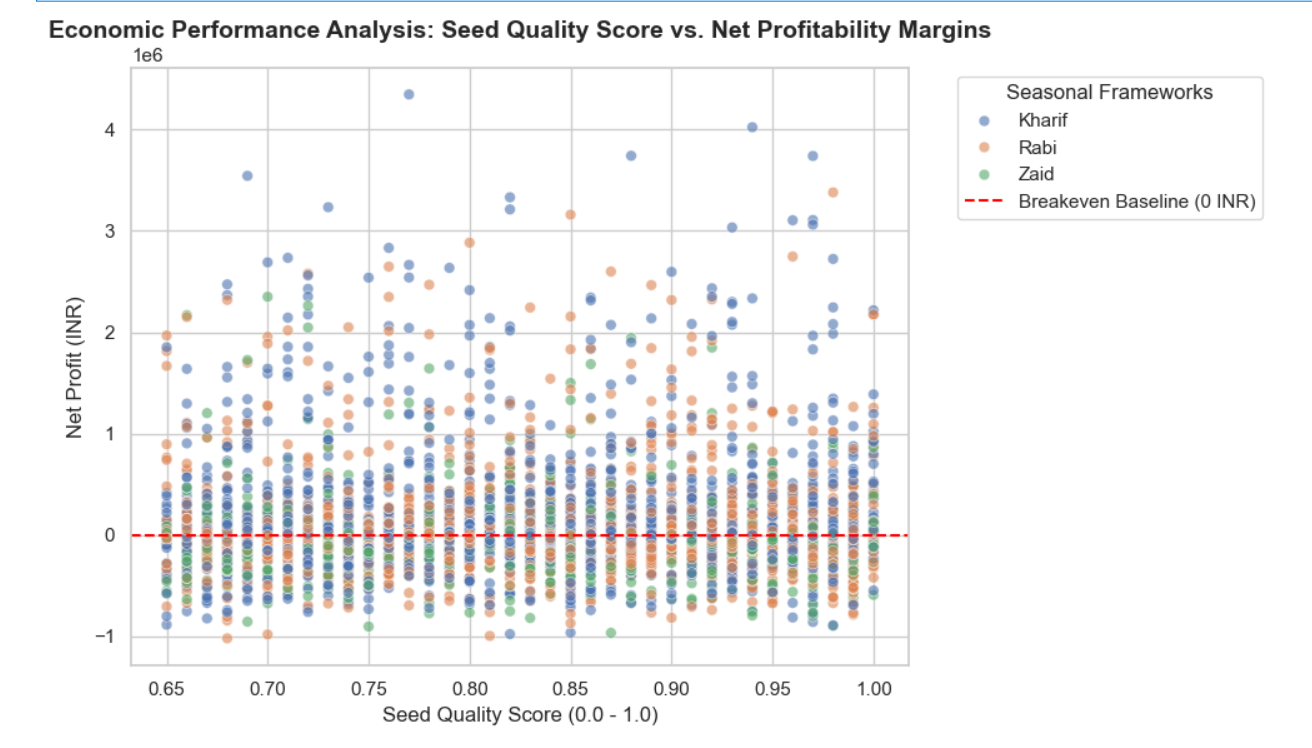 Economic Performance Analysis: Seed Quality Score vs. Net Profitability Margins
1e6
Seasonal Frameworks
Kharif
Rabi
Zaid
Breakeven Baseline (0 INR)
Net Profit (INR)
4
3
2
1
0
−1
0.65 0.70 0.75 0.80 0.85 0.90 0.95 1.00
Seed Quality Score (0.0 - 1.0)